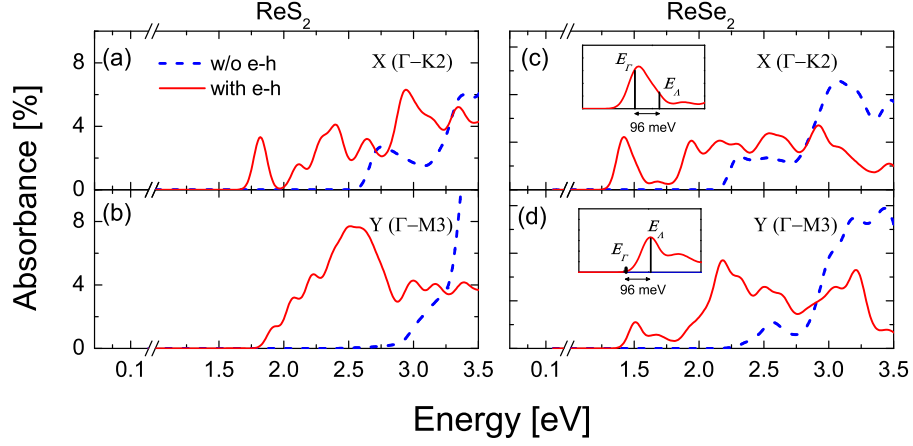 ReS2
ReSe2
Absorbance [%]
(a)
X (Γ–K2)
w/o e-h
with e-h
8
4
0
(c)
X (Γ–K2)
EΓ
EΛ
96 meV
(b)
Y (Γ–M3)
8
4
0
(d)
Y (Γ–M3)
EΓ
EΛ
96 meV
0.1
1.5
2.0
2.5
3.0
3.5
0.1
1.5
2.0
2.5
3.0
3.5
Energy [eV]